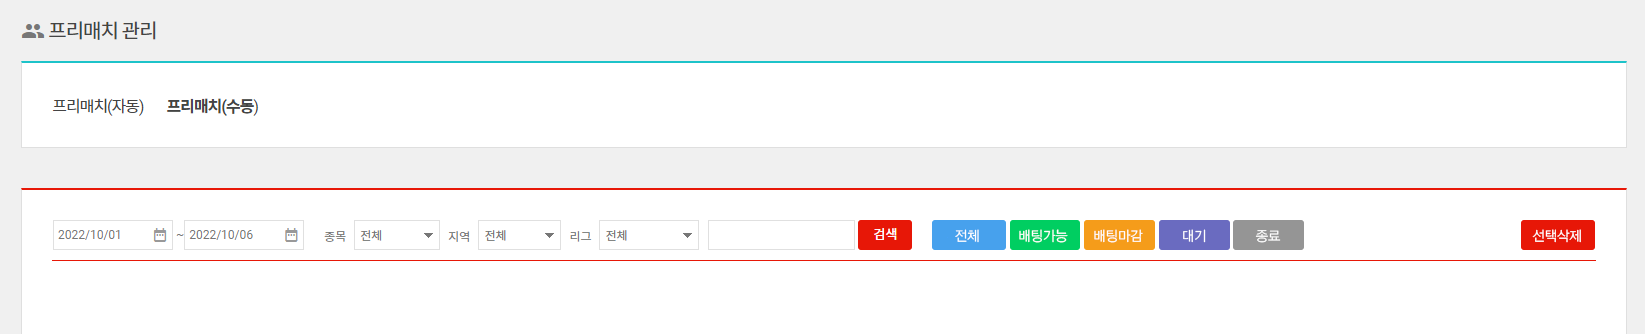 프리매치 관리
프리매치(자동) 프리매치(수동)
2022/10/01 ~ 2022/10/06 종목 전체 지역 전체 리그 전체 검색 전체 배팅가능 배팅마감 대기 종료 선택삭제